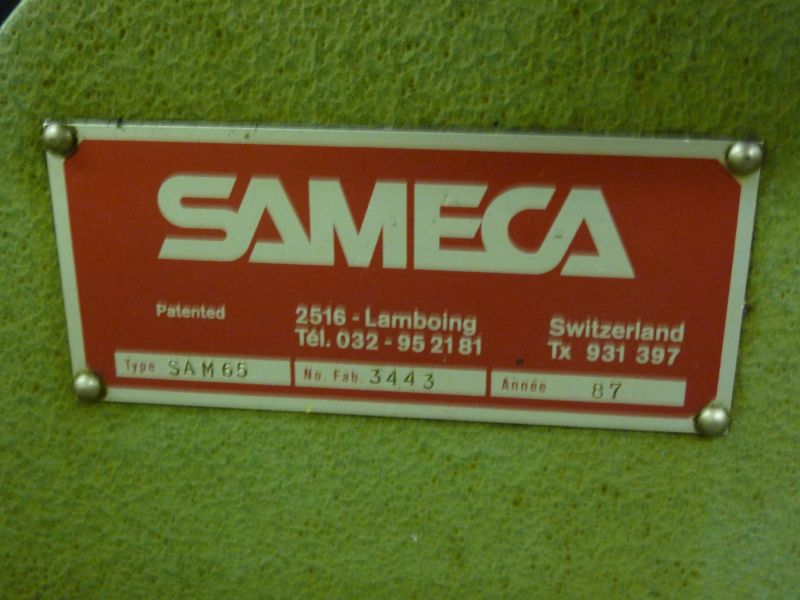 SAMECA
Patented 2516 - Lamboing Switzerland
Tél. 032 - 95 21 81 Tx 931 397
Type SAM65 No. Fab. 3443 Année 87